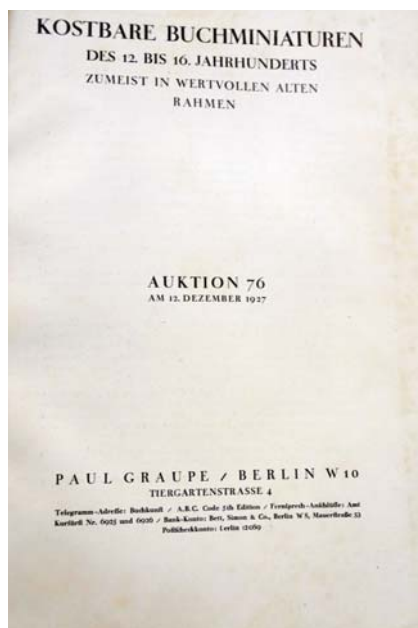 KOSTBARE BUCHMINIATUREN
DES 12. BIS 16. JAHRHUNDERTS
ZUMEIST IN WERTVOLLEN ALTEN
RAHMEN
AUKTION 76
AM 12. DEZEMBER 1927
PAUL GRAUPE / BERLIN W 10
TIERGARTENSTRASSE 4
Telegramm-Adresse: Buchkunst / A.B.C. Code 5th Edition / Fernsprech-Anschlüsse: Amt
Kurfürst Nr. 6925 und 6926 / Bank-Konto: Bett, Simon & Co., Berlin W 8, Mauerstraße 53
Postscheckkonto: Berlin 12089